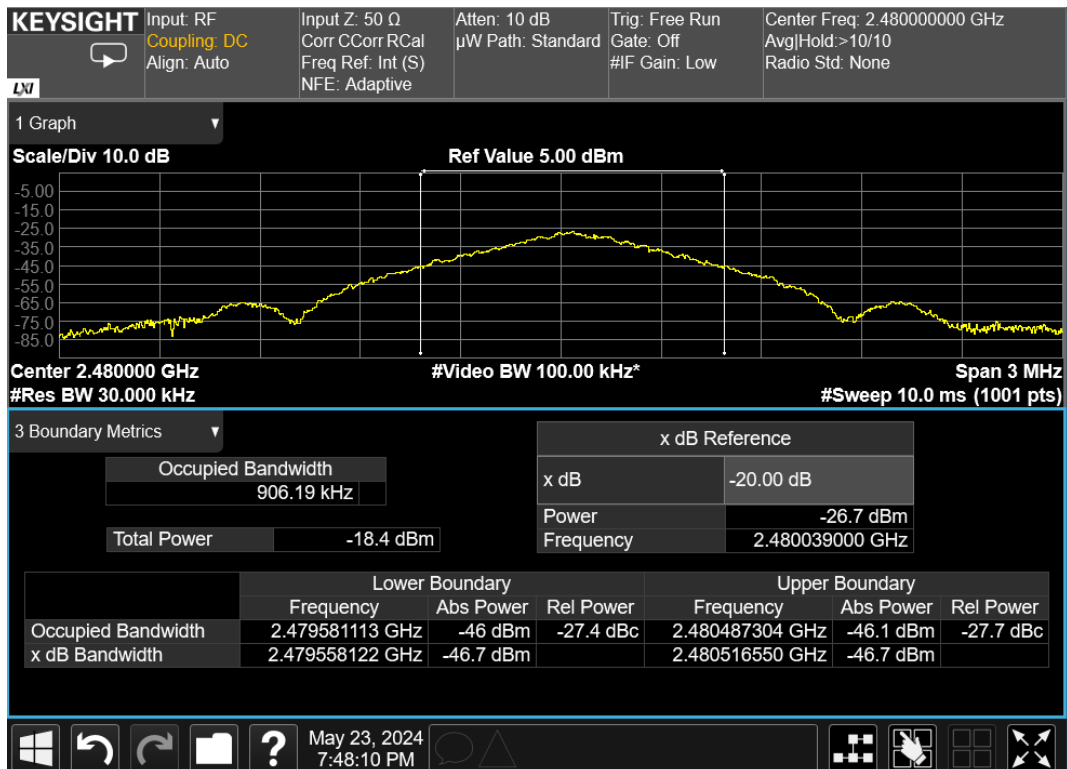 KEYSIGHT
Input: RF
Coupling: DC
Align: Auto
Input Z: 50 Ω
Corr CCorr RCal
Freq Ref: Int (S)
NFE: Adaptive
Atten: 10 dB
µW Path: Standard
Trig: Free Run
Gate: Off
#IF Gain: Low
Center Freq: 2.480000000 GHz
Avg|Hold:>10/10
Radio Std: None
LXI
1 Graph
Scale/Div 10.0 dB
Ref Value 5.00 dBm
-5.00
-15.0
-25.0
-35.0
-45.0
-55.0
-65.0
-75.0
-85.0
Center 2.480000 GHz
#Video BW 100.00 kHz*
Span 3 MHz
#Res BW 30.000 kHz
#Sweep 10.0 ms (1001 pts)
3 Boundary Metrics
Occupied Bandwidth
906.19 kHz
Total Power -18.4 dBm
x dB Reference
x dB -20.00 dB
Power -26.7 dBm
Frequency 2.480039000 GHz
Lower Boundary Upper Boundary
Frequency Abs Power Rel Power Frequency Abs Power Rel Power
Occupied Bandwidth 2.479581113 GHz -46 dBm -27.4 dBc 2.480487304 GHz -46.1 dBm -27.7 dBc
x dB Bandwidth 2.479558122 GHz -46.7 dBm 2.480516550 GHz -46.7 dBm
?
May 23, 2024
7:48:10 PM